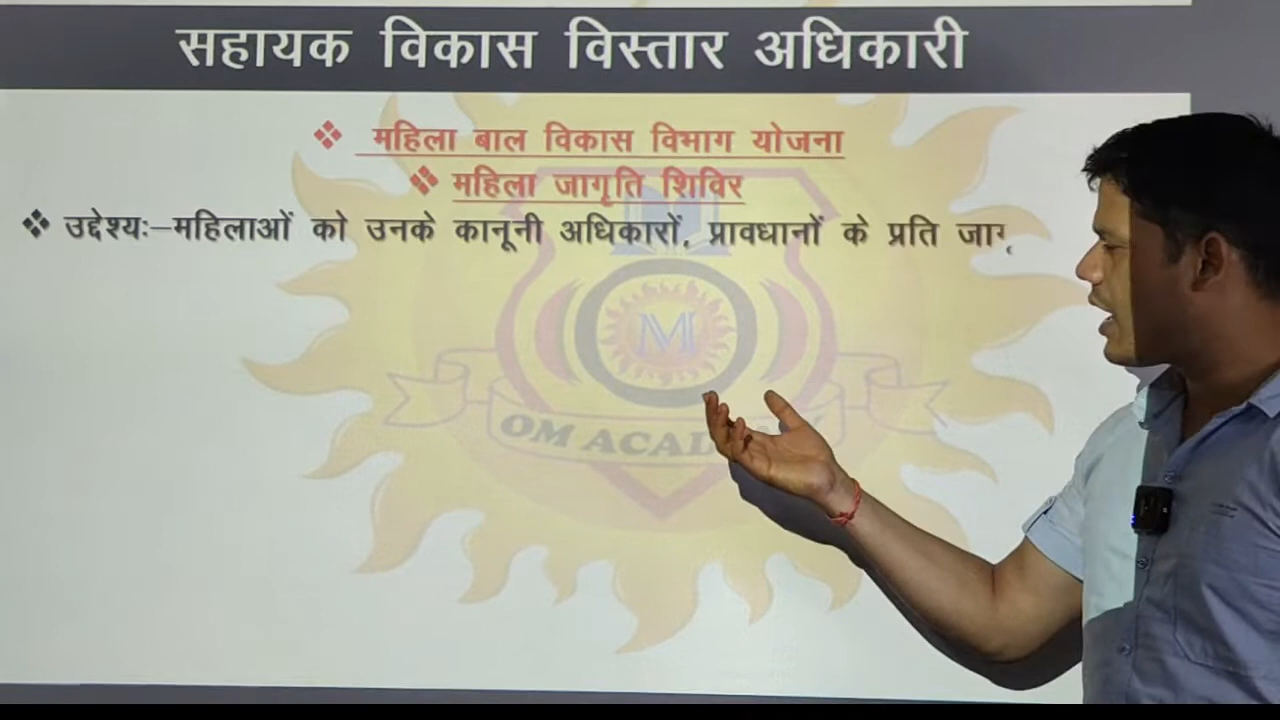 सहायक विकास विस्तार अधिकारी
❖ महिला बाल विकास विभाग योजना
❖ महिला जागृति शिविर
❖ उद्देश्यः–महिलाओं को उनके कानूनी अधिकारों, प्रावधानों के प्रति
M
OM